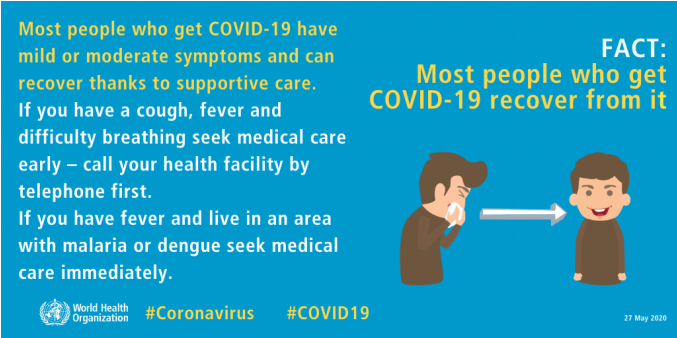 Most people who get COVID-19 have
mild or moderate symptoms and can
recover thanks to supportive care.
If you have a cough, fever and
difficulty breathing seek medical care
early – call your health facility by
telephone first.
If you have fever and live in an area
with malaria or dengue seek medical
care immediately.
FACT:
Most people who get
COVID-19 recover from it
World Health
Organization
#Coronavirus #COVID19
27 May 2020